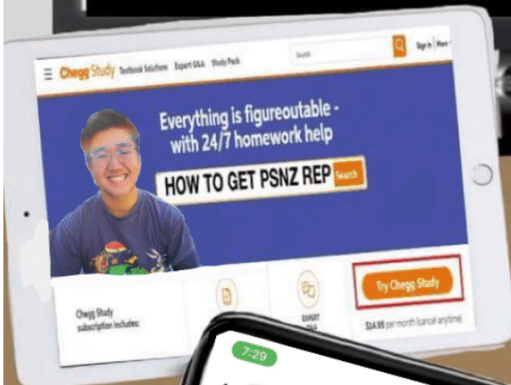 Chegg Study Textbook Solutions Expert Q&A Study Pack Search Sign in More
Everything is figureoutable -
with 24/7 homework help
HOW TO GET PSNZ REP Search
Chegg Study
subscription includes:
EXPERT
Q&A
Try Chegg Study
$14.95 per month (cancel anytime)
7:29